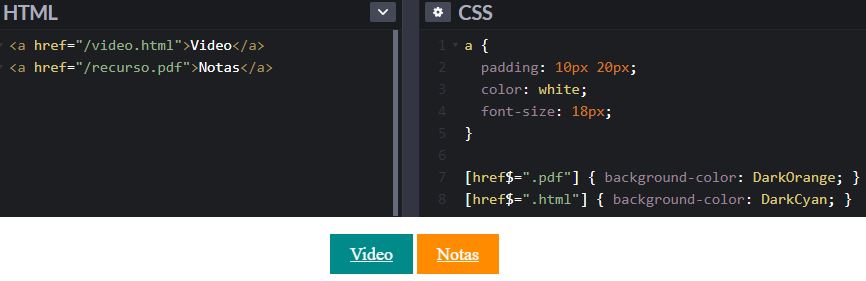 HTML
<a href="/video.html">Video</a>
<a href="/recurso.pdf">Notas</a>
CSS
1 a {
2 padding: 10px 20px;
3 color: white;
4 font-size: 18px;
5 }
6
7 [href$=".pdf"] { background-color: DarkOrange; }
8 [href$=".html"] { background-color: DarkCyan; }
Video Notas